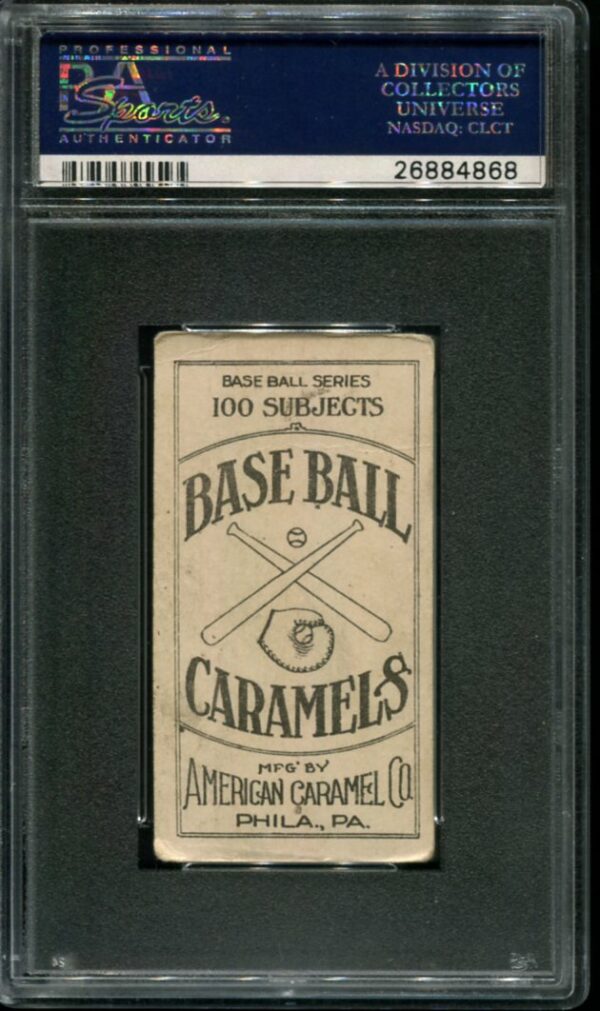 PROFESSIONAL
PSA
Sports
AUTHENTICATOR
A DIVISION OF
COLLECTORS
UNIVERSE
NASDAQ: CLCT
26884868
BASE BALL SERIES
100 SUBJECTS
BASE BALL
CARAMELS
MFG' BY
AMERICAN CARAMEL CO.
PHILA., PA.